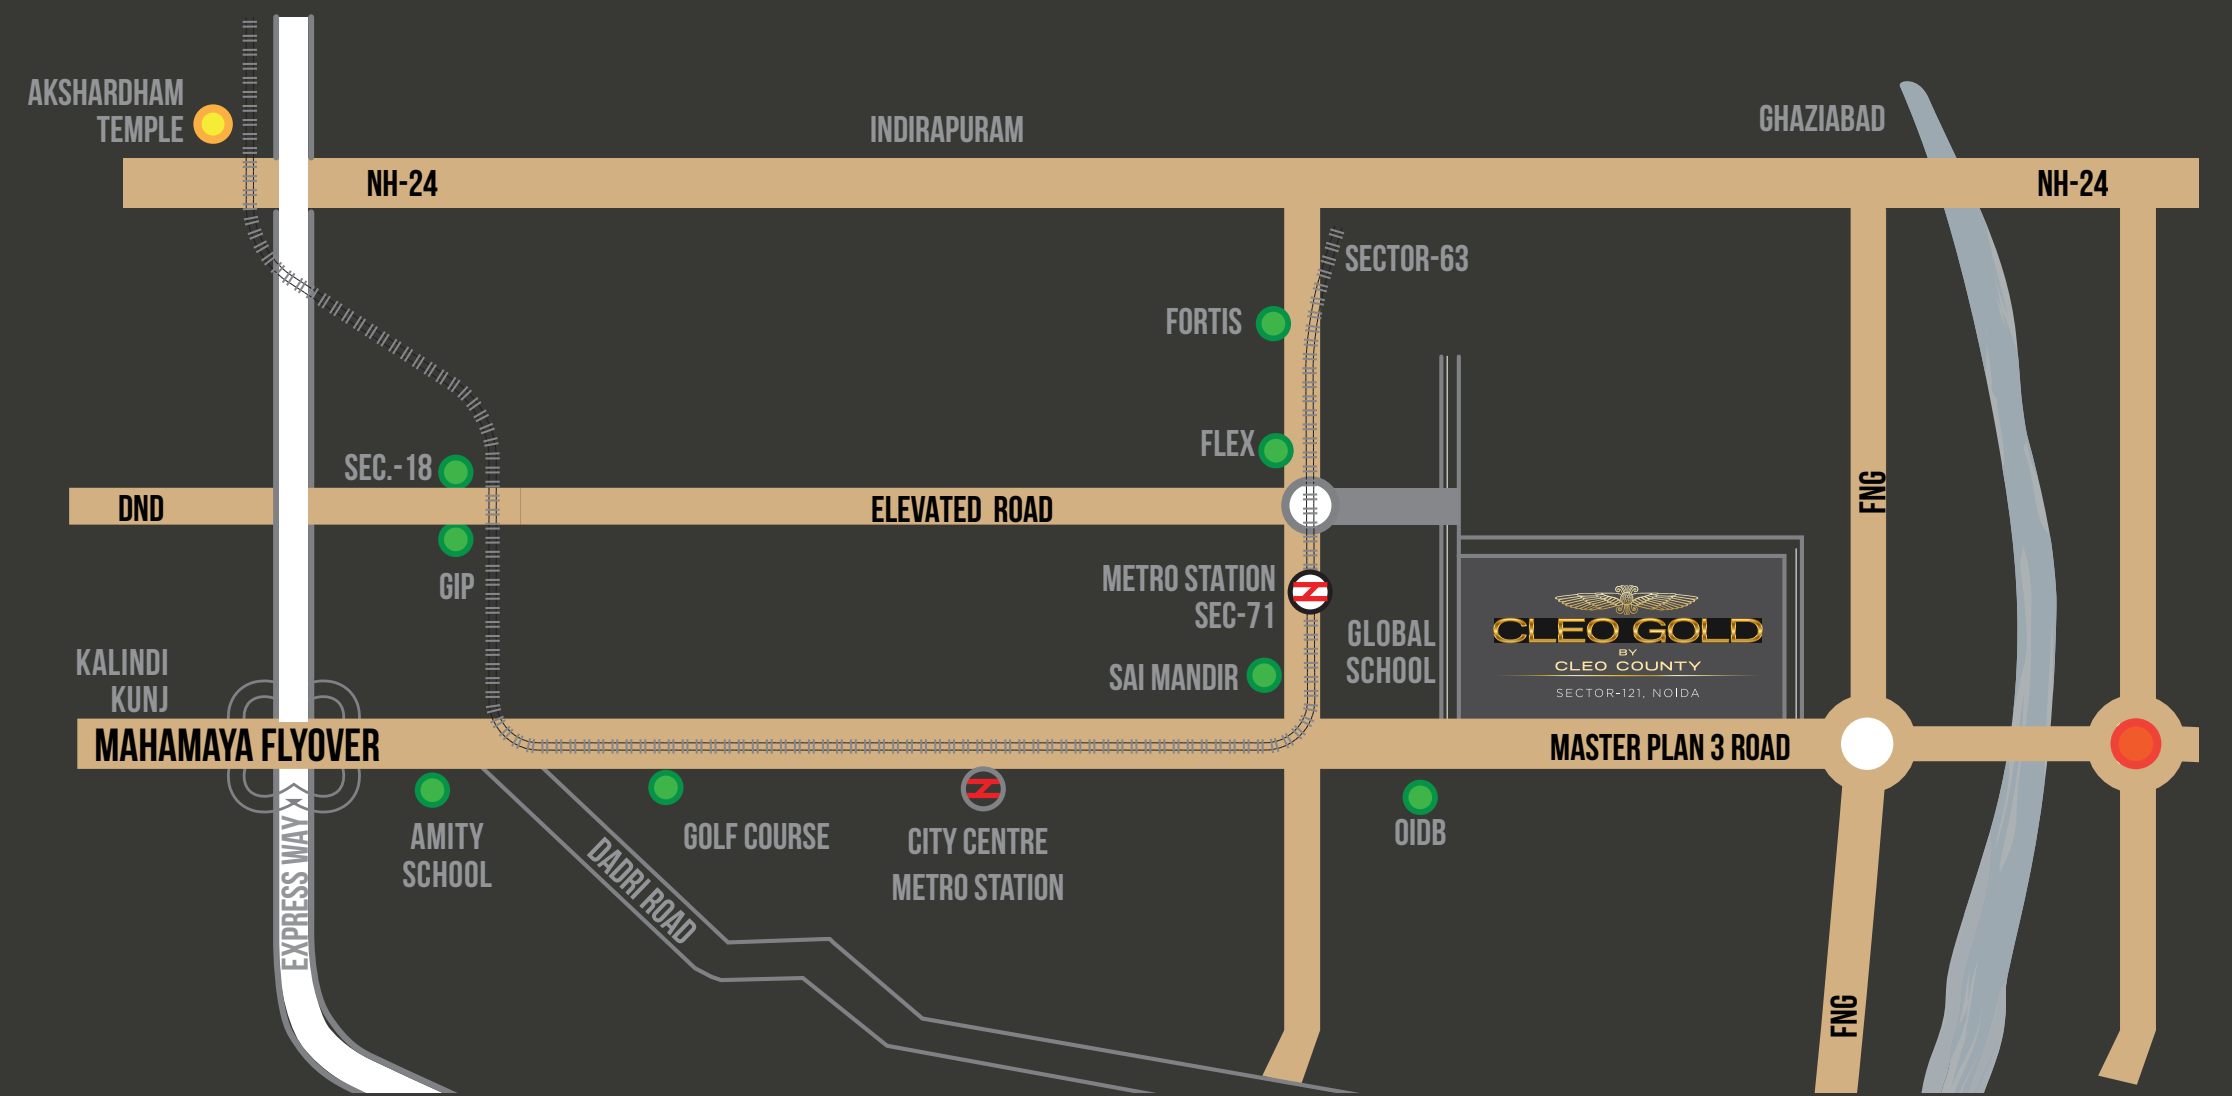 AKSHARDHAM
TEMPLE
INDIRAPURAM
GHAZIABAD
NH-24
NH-24
SECTOR-63
FORTIS
FLEX
SEC.-18
DND
ELEVATED ROAD
FNG
GIP
METRO STATION
SEC-71
GLOBAL
SCHOOL
SAI MANDIR
CLEO GOLD
BY
CLEO COUNTY
SECTOR-121, NOIDA
KALINDI
KUNJ
MAHAMAYA FLYOVER
MASTER PLAN 3 ROAD
EXPRESS WAY
AMITY
SCHOOL
DADRI ROAD
GOLF COURSE
CITY CENTRE
METRO STATION
OIDB
FNG